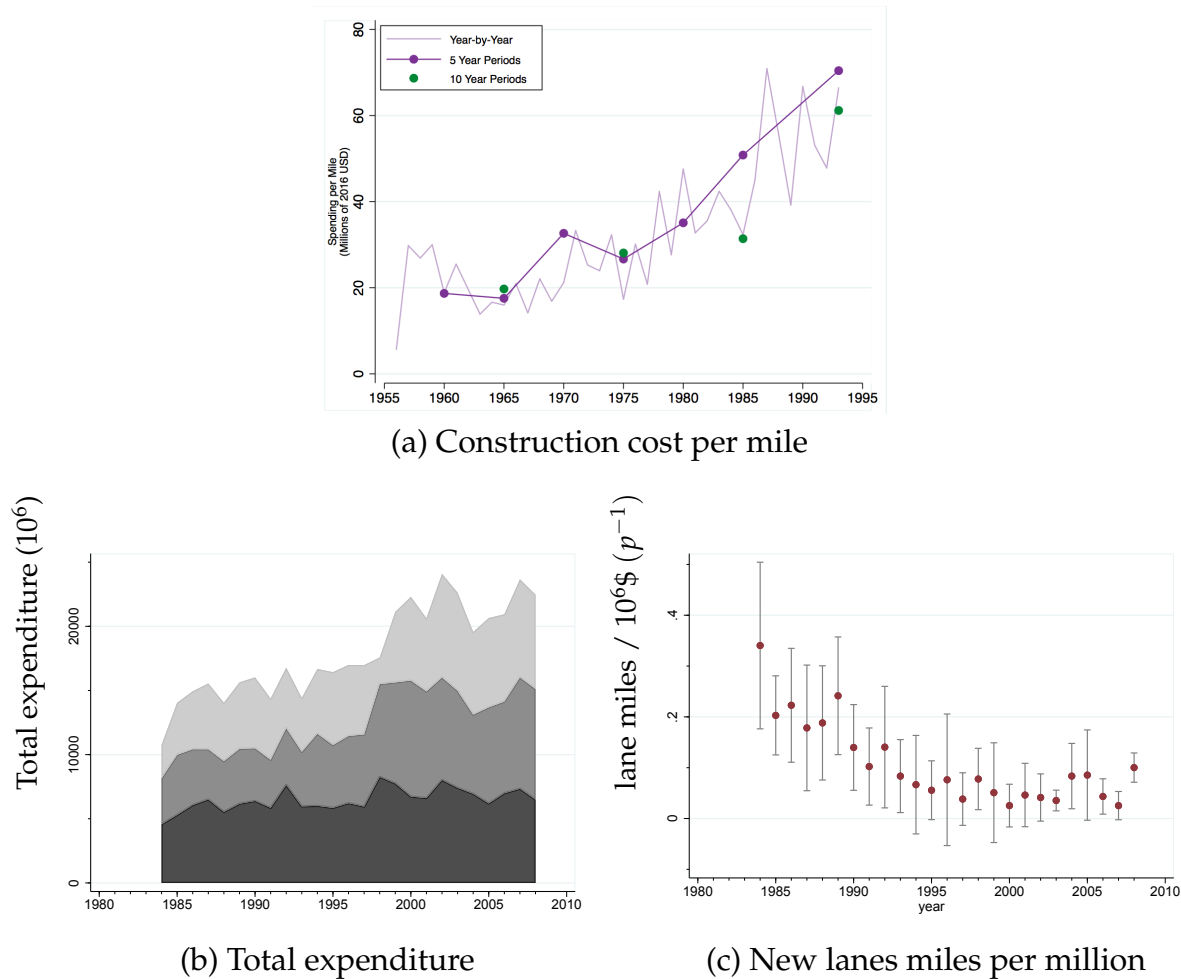 80
60
40
20
0
Spending per Mile
(Millions of 2016 USD)
Year-by-Year
5 Year Periods
10 Year Periods
1955 1960 1965 1970 1975 1980 1985 1990 1995
(a) Construction cost per mile
Total expenditure (10⁶)
20000
10000
0
1980 1985 1990 1995 2000 2005 2010
(b) Total expenditure
lane miles / 10⁶$ (p⁻¹)
.4
.2
0
1980 1985 1990 1995 2000 2005 2010
year
(c) New lanes miles per million